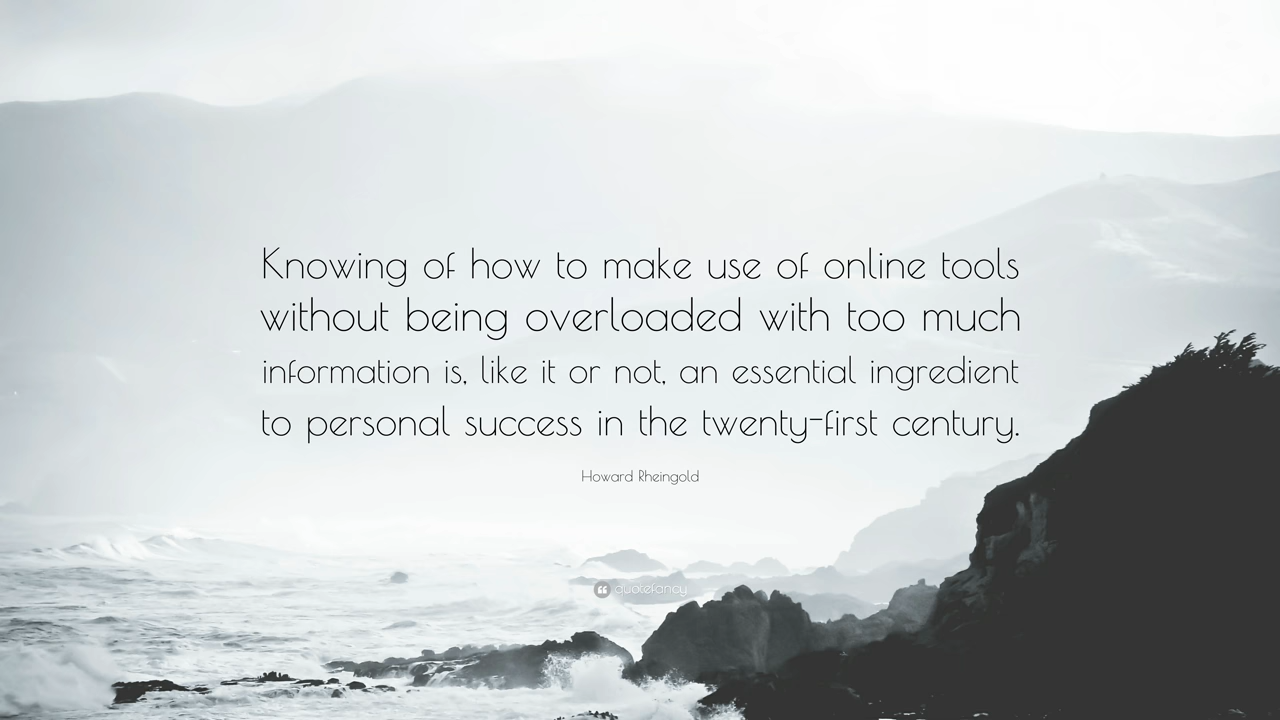 Knowing of how to make use of online tools
without being overloaded with too much
information is, like it or not, an essential ingredient
to personal success in the twenty-first century.
Howard Rheingold
quotefancy